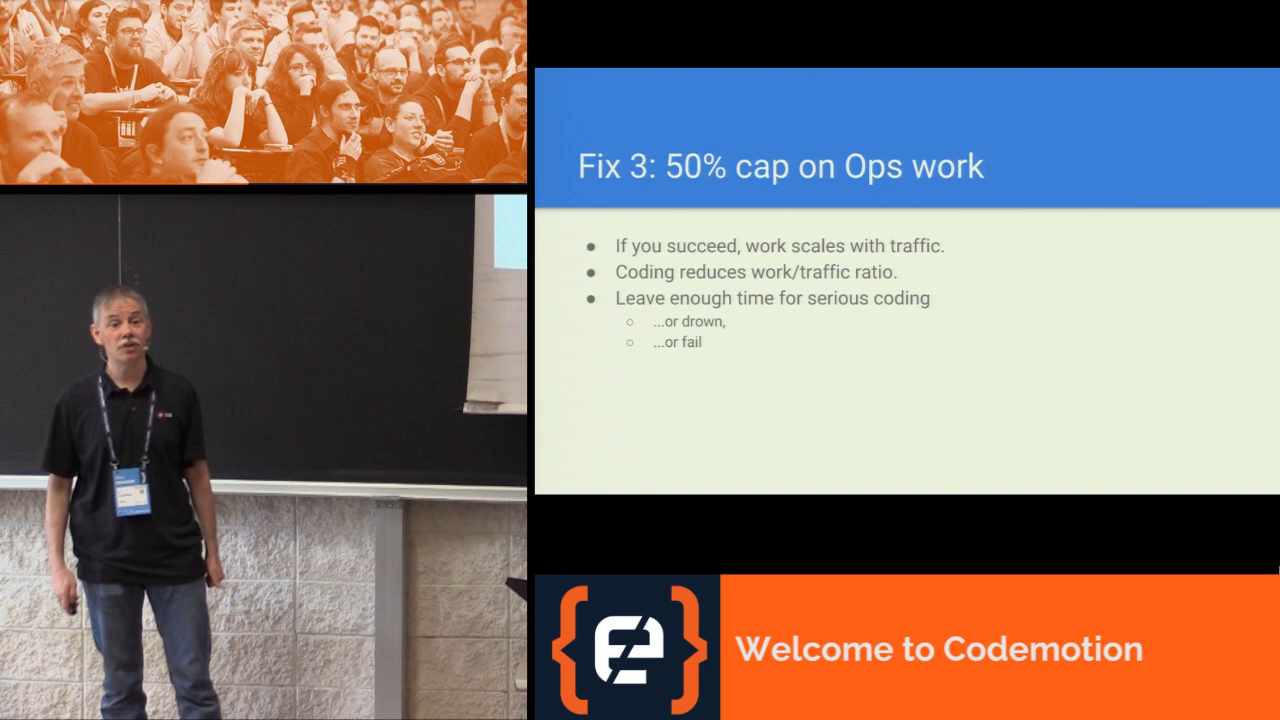 Fix 3: 50% cap on Ops work
● If you succeed, work scales with traffic.
● Coding reduces work/traffic ratio.
● Leave enough time for serious coding
○ ...or drown,
○ ...or fail
Welcome to Codemotion